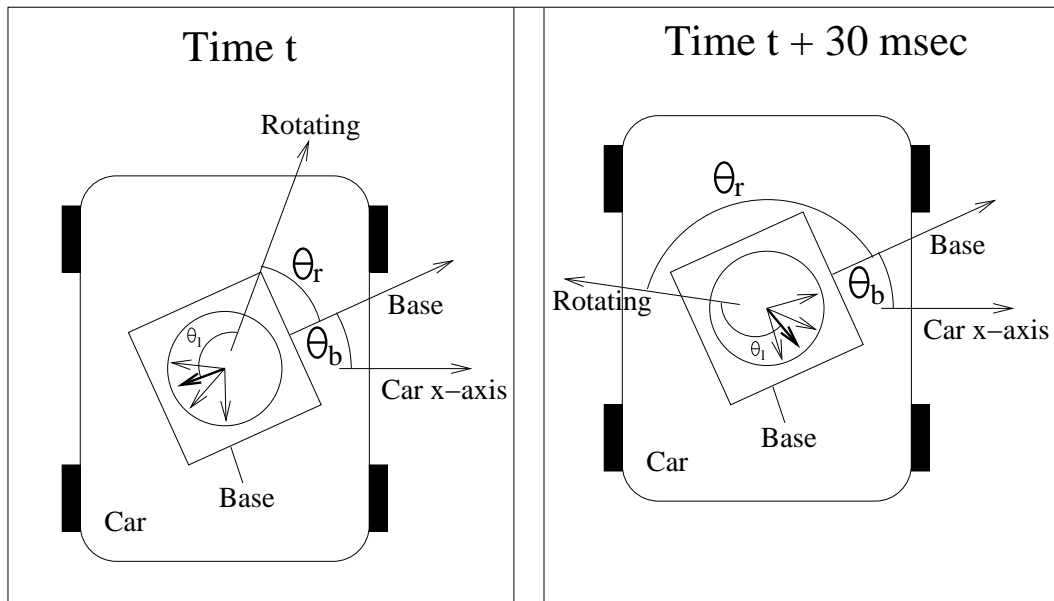 Time t
Rotating
θr
Base
θl
θb
Car x−axis
Base
Car
Time t + 30 msec
θr
Base
Rotating
θb
Car x−axis
θl
Base
Car